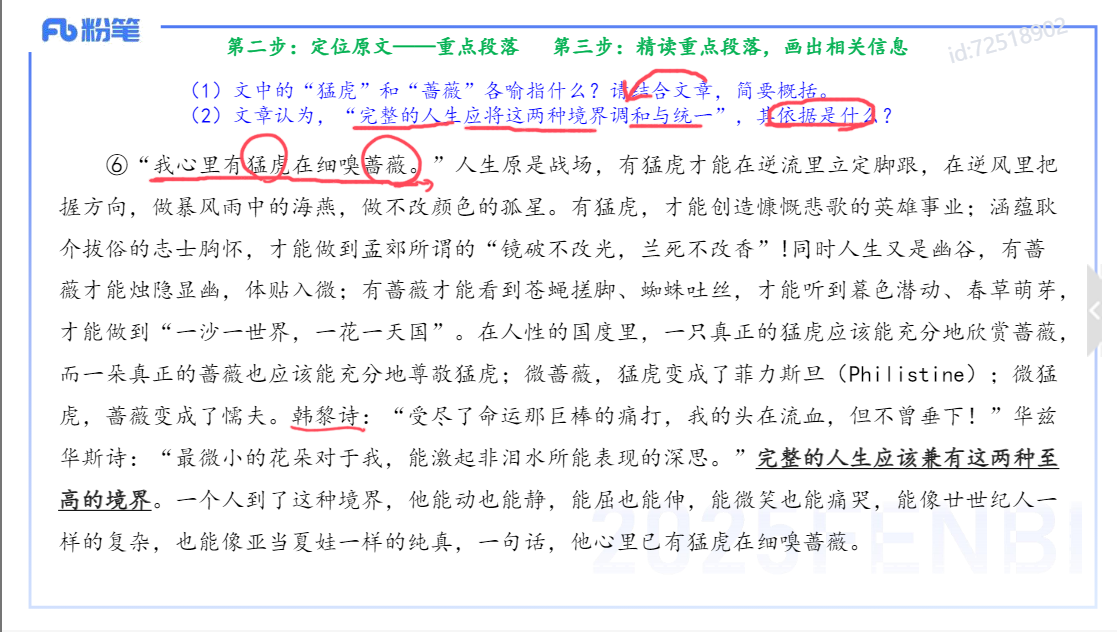 粉笔
id:72518902
第二步：定位原文——重点段落 第三步：精读重点段落，画出相关信息
（1）文中的“猛虎”和“蔷薇”各喻指什么？请结合文章，简要概括。
（2）文章认为，“完整的人生应将这两种境界调和与统一”，其依据是什么？
⑥“我心里有猛虎在细嗅蔷薇。”人生原是战场，有猛虎才能在逆流里立定脚跟，在逆风里把
握方向，做暴风雨中的海燕，做不改颜色的孤星。有猛虎，才能创造慷慨悲歌的英雄事业；涵蕴耿
介拔俗的志士胸怀，才能做到孟郊所谓的“镜破不改光，兰死不改香”!同时人生又是幽谷，有蔷
薇才能烛隐显幽，体贴入微；有蔷薇才能看到苍蝇搓脚、蜘蛛吐丝，才能听到暮色潜动、春草萌芽，
才能做到“一沙一世界，一花一天国”。在人性的国度里，一只真正的猛虎应该能充分地欣赏蔷薇，
而一朵真正的蔷薇也应该能充分地尊敬猛虎；微蔷薇，猛虎变成了菲力斯旦（Philistine）；微猛
虎，蔷薇变成了懦夫。韩黎诗：“受尽了命运那巨棒的痛打，我的头在流血，但不曾垂下！”华兹
华斯诗：“最微小的花朵对于我，能激起非泪水所能表现的深思。”完整的人生应该兼有这两种至
高的境界。一个人到了这种境界，他能动也能静，能屈也能伸，能微笑也能痛哭，能像廿世纪人一
样的复杂，也能像亚当夏娃一样的纯真，一句话，他心里已有猛虎在细嗅蔷薇。
2025FENBI